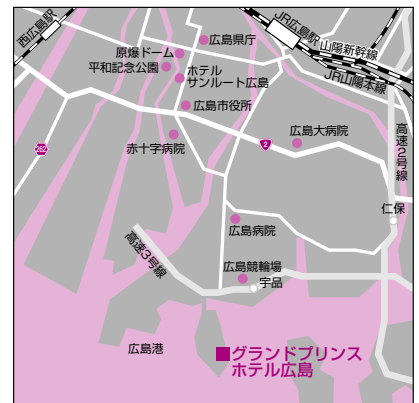 西広島駅
広島県庁
JR広島駅
山陽新幹線
JR山陽本線
原爆ドーム
平和記念公園
ホテル
サンルート広島
広島市役所
赤十字病院
広島大病院
2
262
高速2号線
仁保
広島病院
高速3号線
広島競輪場
宇品
広島港
グランドプリンス
ホテル広島